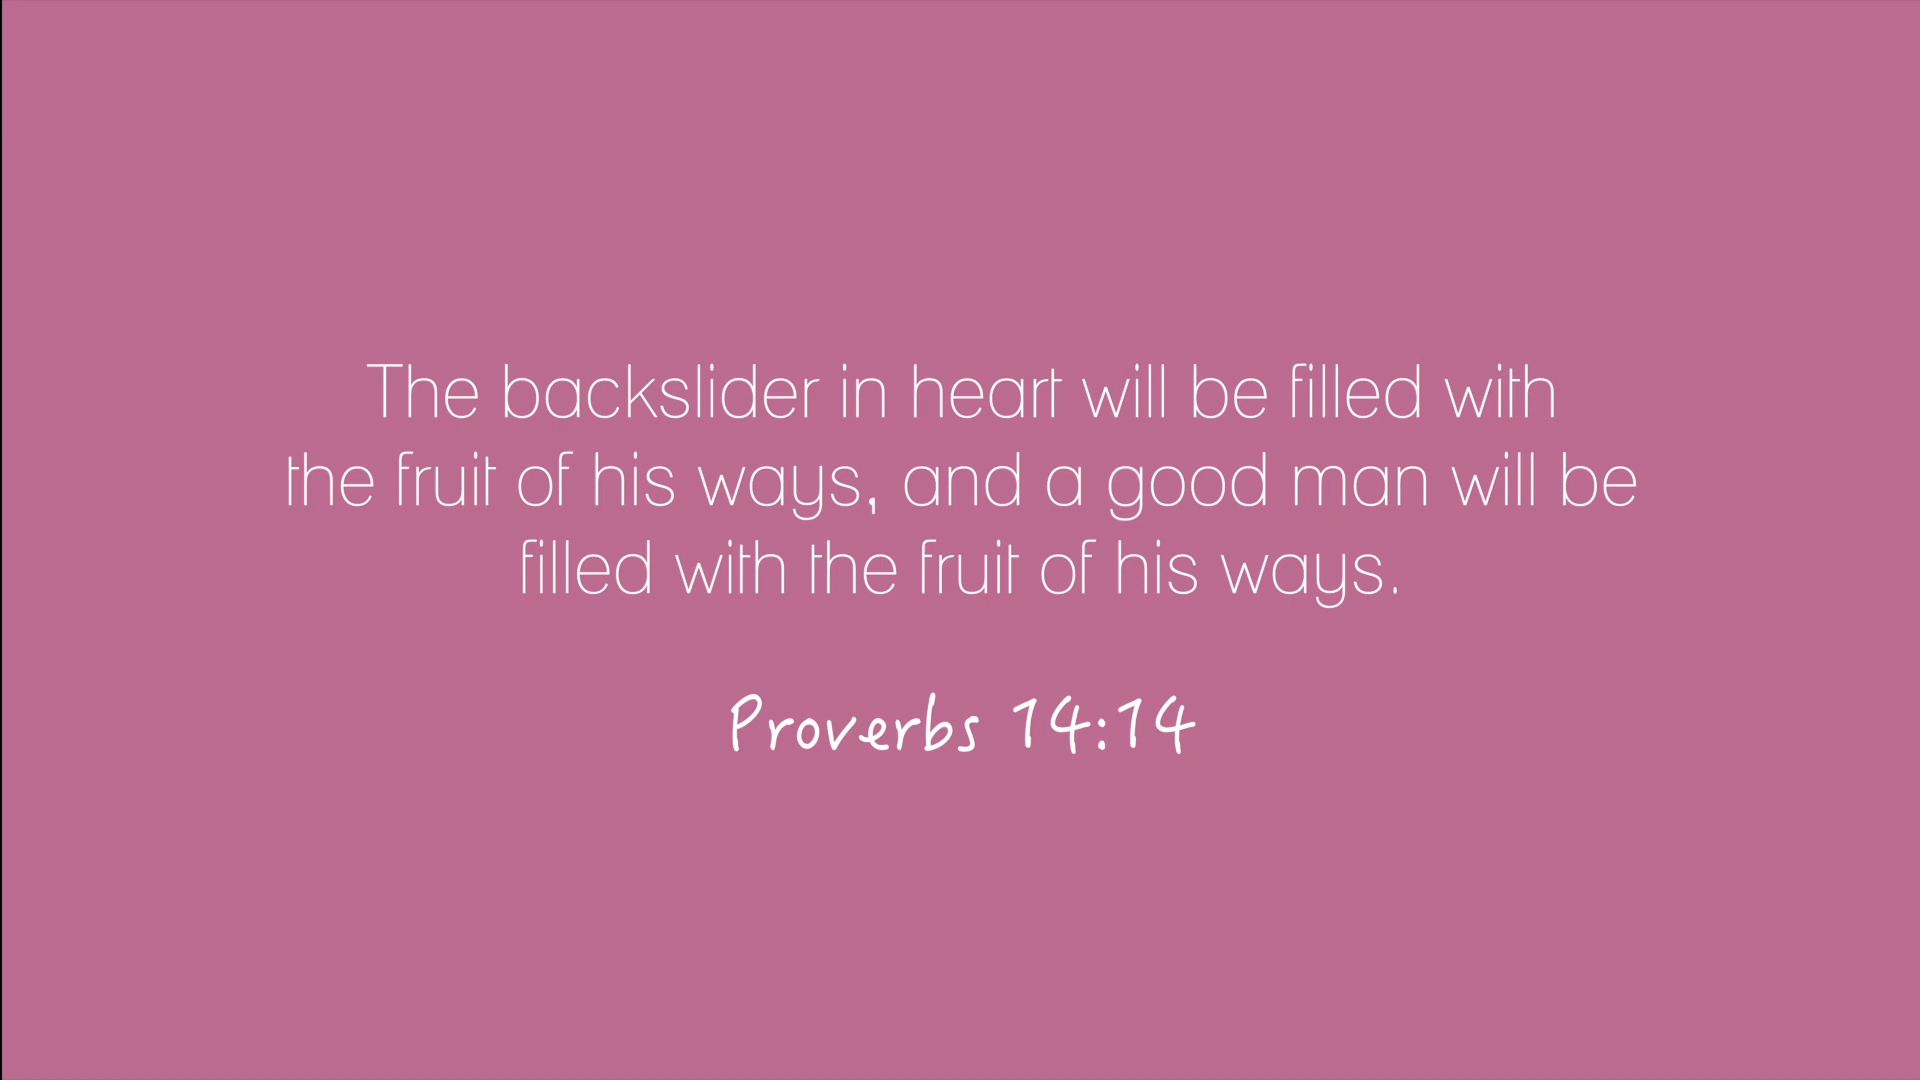 The backslider in heart will be filled with
the fruit of his ways, and a good man will be
filled with the fruit of his ways.
Proverbs 14:14